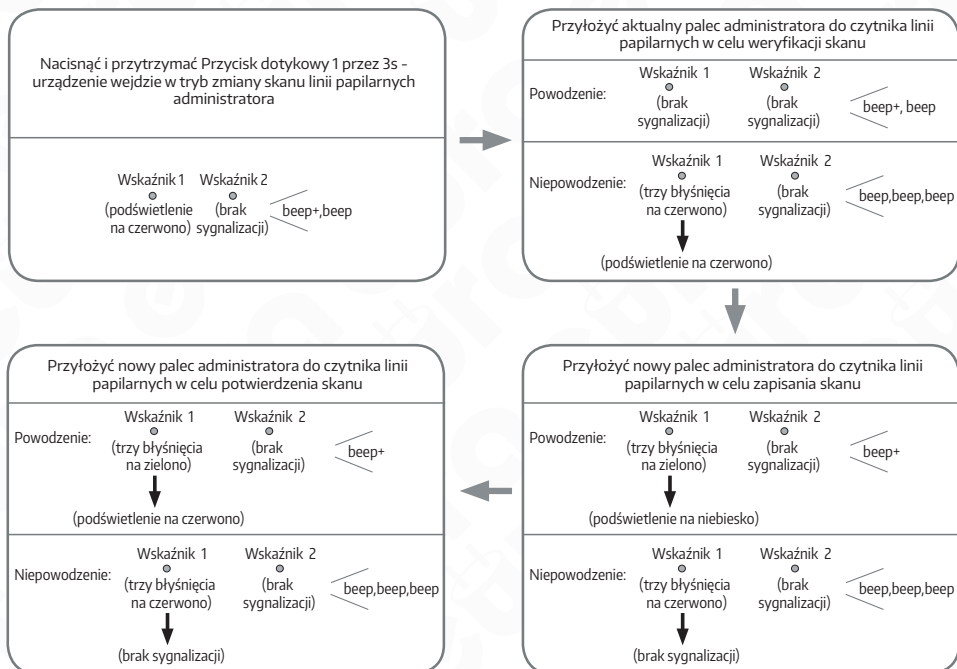 Nacisnąć i przytrzymać Przycisk dotykowy 1 przez 3s -
urządzenie wejdzie w tryb zmiany skanu linii papilarnych
administratora
Wskaźnik 1 Wskaźnik 2
(podświetlenie
na czerwono)
(brak
sygnalizacji)
beep+,beep
Przyłożyć aktualny palec administratora do czytnika linii
papilarnych w celu weryfikacji skanu
Powodzenie:
Wskaźnik 1 Wskaźnik 2
(brak
sygnalizacji)
(brak
sygnalizacji)
beep+, beep
Niepowodzenie:
Wskaźnik 1 Wskaźnik 2
(trzy błyśnięcia
na czerwono)
(brak
sygnalizacji)
beep,beep,beep
(podświetlenie na czerwono)
Przyłożyć nowy palec administratora do czytnika linii
papilarnych w celu zapisania skanu
Powodzenie:
Wskaźnik 1 Wskaźnik 2
(trzy błyśnięcia
na zielono)
(brak
sygnalizacji)
beep+
(podświetlenie na niebiesko)
Niepowodzenie:
Wskaźnik 1 Wskaźnik 2
(trzy błyśnięcia
na czerwono)
(brak
sygnalizacji)
beep,beep,beep
(brak sygnalizacji)
Przyłożyć nowy palec administratora do czytnika linii
papilarnych w celu potwierdzenia skanu
Powodzenie:
Wskaźnik 1 Wskaźnik 2
(trzy błyśnięcia
na zielono)
(brak
sygnalizacji)
beep+
(podświetlenie na czerwono)
Niepowodzenie:
Wskaźnik 1 Wskaźnik 2
(trzy błyśnięcia
na czerwono)
(brak
sygnalizacji)
beep,beep,beep
(brak sygnalizacji)